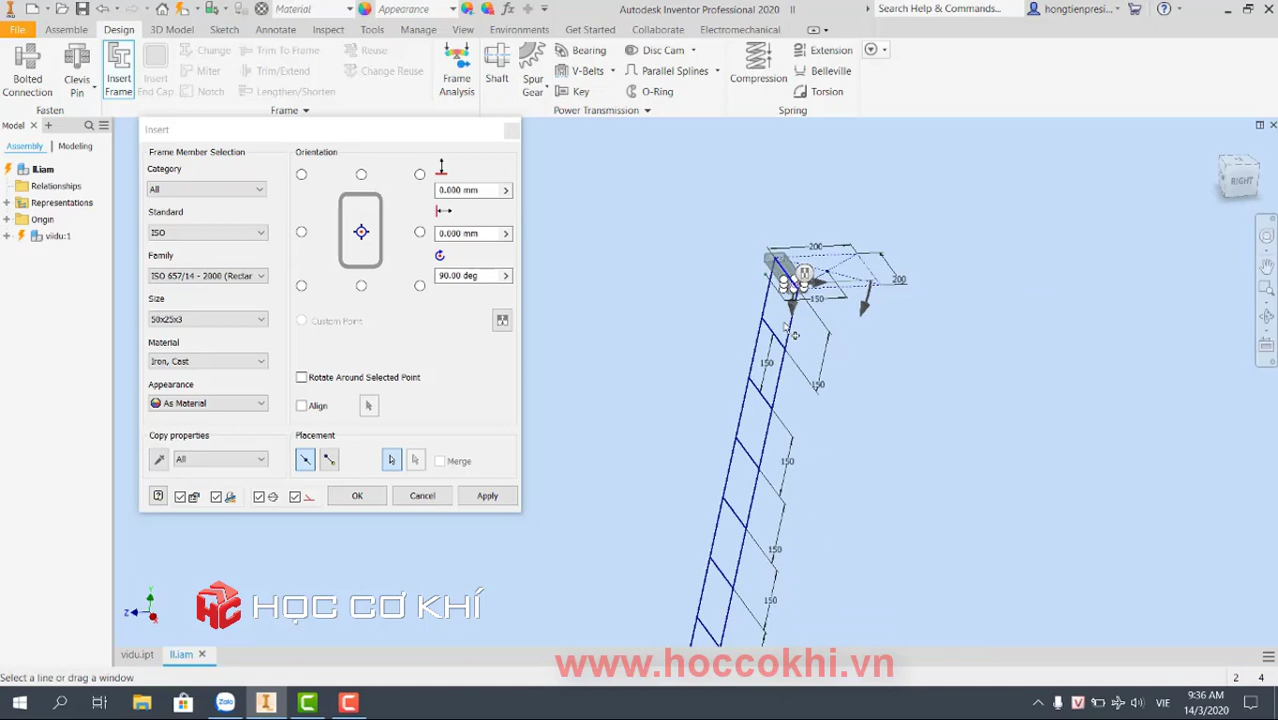 Material
Appearance
Autodesk Inventor Professional 2020
II
Search Help & Commands...
hongtienpresi...
File
Assemble
Design
3D Model
Sketch
Annotate
Inspect
Tools
Manage
View
Environments
Get Started
Collaborate
Electromechanical
Bolted Connection
Clevis Pin
Insert Frame
Insert End Cap
Change
Miter
Notch
Trim To Frame
Trim/Extend
Lengthen/Shorten
Reuse
Change Reuse
Frame Analysis
Shaft
Spur Gear
Bearing
V-Belts
Key
Disc Cam
Parallel Splines
O-Ring
Compression
Extension
Belleville
Torsion
Fasten
Frame
Power Transmission
Spring
Model
Assembly
Modeling
II.iam
Relationships
Representations
Origin
vidu:1
Insert
Frame Member Selection
Category
All
Standard
ISO
Family
ISO 657/14 - 2000 (Rectar
Size
50x25x3
Material
Iron, Cast
Appearance
As Material
Copy properties
All
Orientation
0.000 mm
0.000 mm
90.00 deg
Custom Point
Rotate Around Selected Point
Align
Placement
Merge
OK
Cancel
Apply
RIGHT
200
200
150
150
150
150
150
150
Y
Z
X
HỌC CƠ KHÍ
www.hoccokhi.vn
vidu.ipt
II.iam
Select a line or drag a window
2
4
Zalo
VIE
9:36 AM
14/3/2020